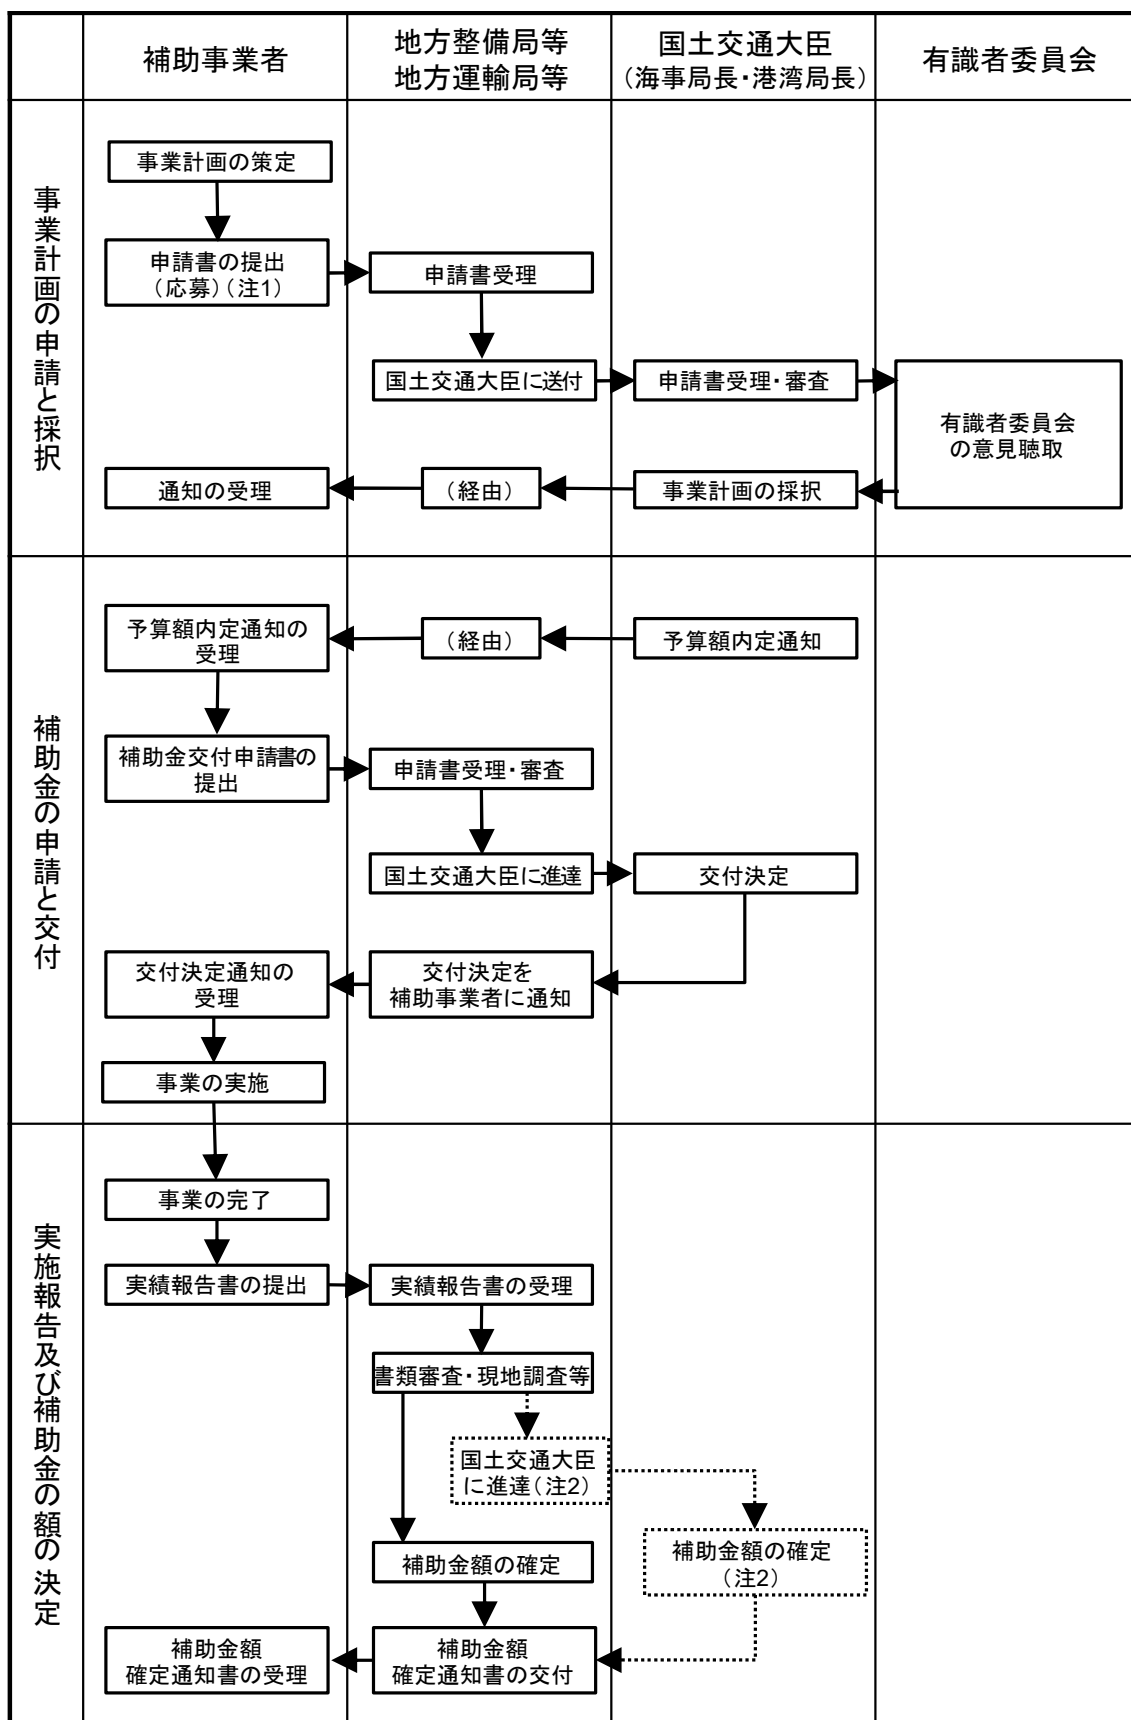 補助事業者
地方整備局等
地方運輸局等
国土交通大臣
（海事局長・港湾局長）
有識者委員会
事業計画の申請と採択
事業計画の策定
申請書の提出
（応募）（注1）
申請書受理
国土交通大臣に送付
申請書受理・審査
有識者委員会
の意見聴取
通知の受理
（経由）
事業計画の採択
補助金の申請と交付
予算額内定通知の
受理
（経由）
予算額内定通知
補助金交付申請書の
提出
申請書受理・審査
国土交通大臣に進達
交付決定
交付決定通知の
受理
交付決定を
補助事業者に通知
事業の実施
実施報告及び補助金の額の決定
事業の完了
実績報告書の提出
実績報告書の受理
書類審査・現地調査等
国土交通大臣
に進達（注2）
補助金額の確定
補助金額の確定
（注2）
補助金額
確定通知書の受理
補助金額
確定通知書の交付